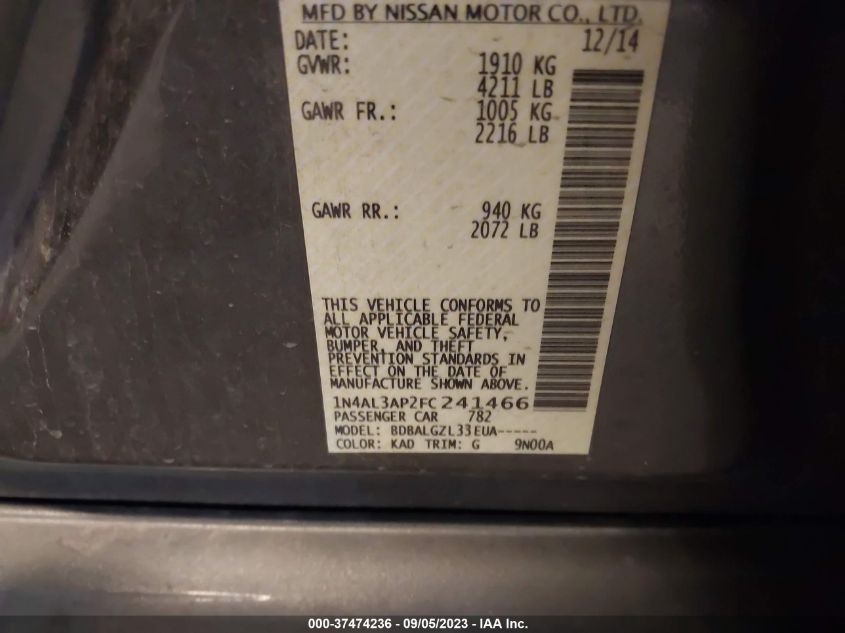 MFD BY NISSAN MOTOR CO., LTD.
DATE: 12/14
GVWR: 1910 KG
4211 LB
GAWR FR.: 1005 KG
2216 LB
GAWR RR.: 940 KG
2072 LB
THIS VEHICLE CONFORMS TO
ALL APPLICABLE FEDERAL
MOTOR VEHICLE SAFETY,
BUMPER, AND THEFT
PREVENTION STANDARDS IN
EFFECT ON THE DATE OF
MANUFACTURE SHOWN ABOVE.
1N4AL3AP2FC241466
PASSENGER CAR 782
MODEL: BDBALGZL33EUA-----
COLOR: KAD TRIM: G 9N00A
000-37474236 - 09/05/2023 - IAA Inc.